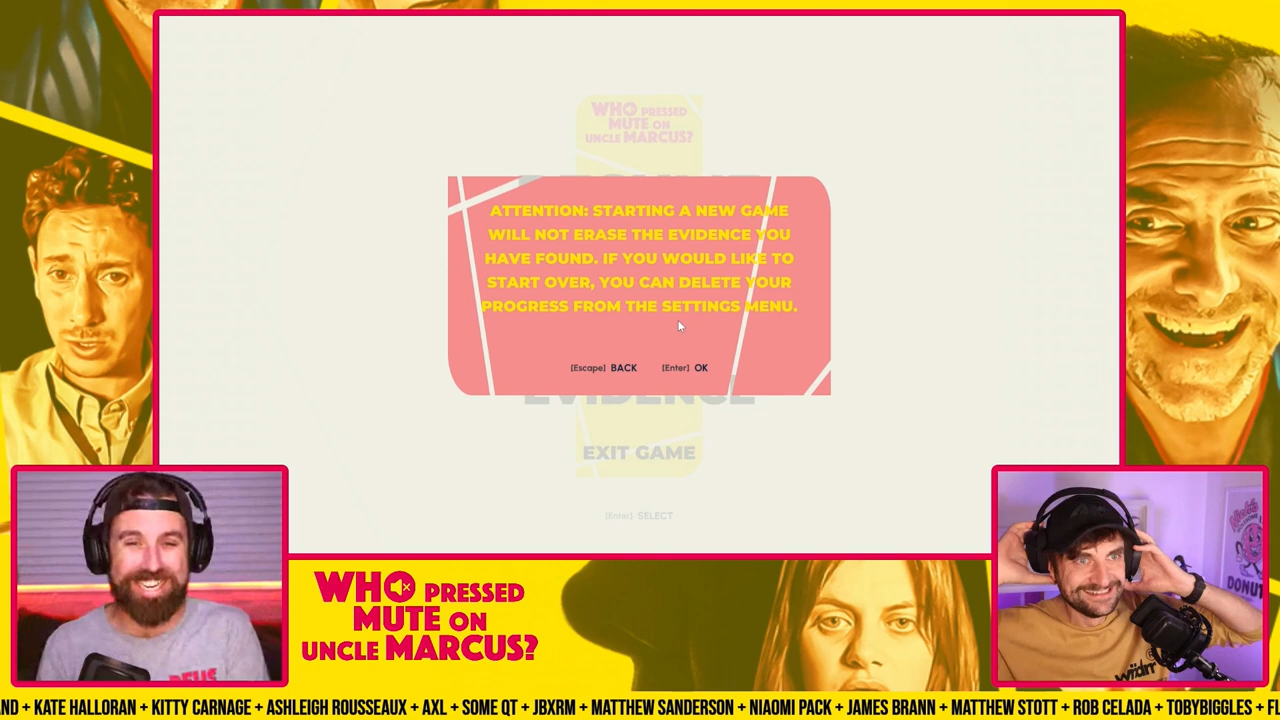 WHO PRESSED
MUTE ON
UNCLE MARCUS?
ATTENTION: STARTING A NEW GAME
WILL NOT ERASE THE EVIDENCE YOU
HAVE FOUND. IF YOU WOULD LIKE TO
START OVER, YOU CAN DELETE YOUR
PROGRESS FROM THE SETTINGS MENU.
[Escape] BACK [Enter] OK
EVIDENCE
EXIT GAME
[Enter] SELECT
WHO PRESSED
MUTE ON
UNCLE MARCUS?
DEUS
DONUT
ND + KATE HALLORAN + KITTY CARNAGE + ASHLEIGH ROUSSEAUX + AXL + SOME QT + JBXRM + MATTHEW SANDERSON + NIAOMI PACK + JAMES BRANN + MATTHEW STOTT + ROB CELADA + TOBYBIGGLES +